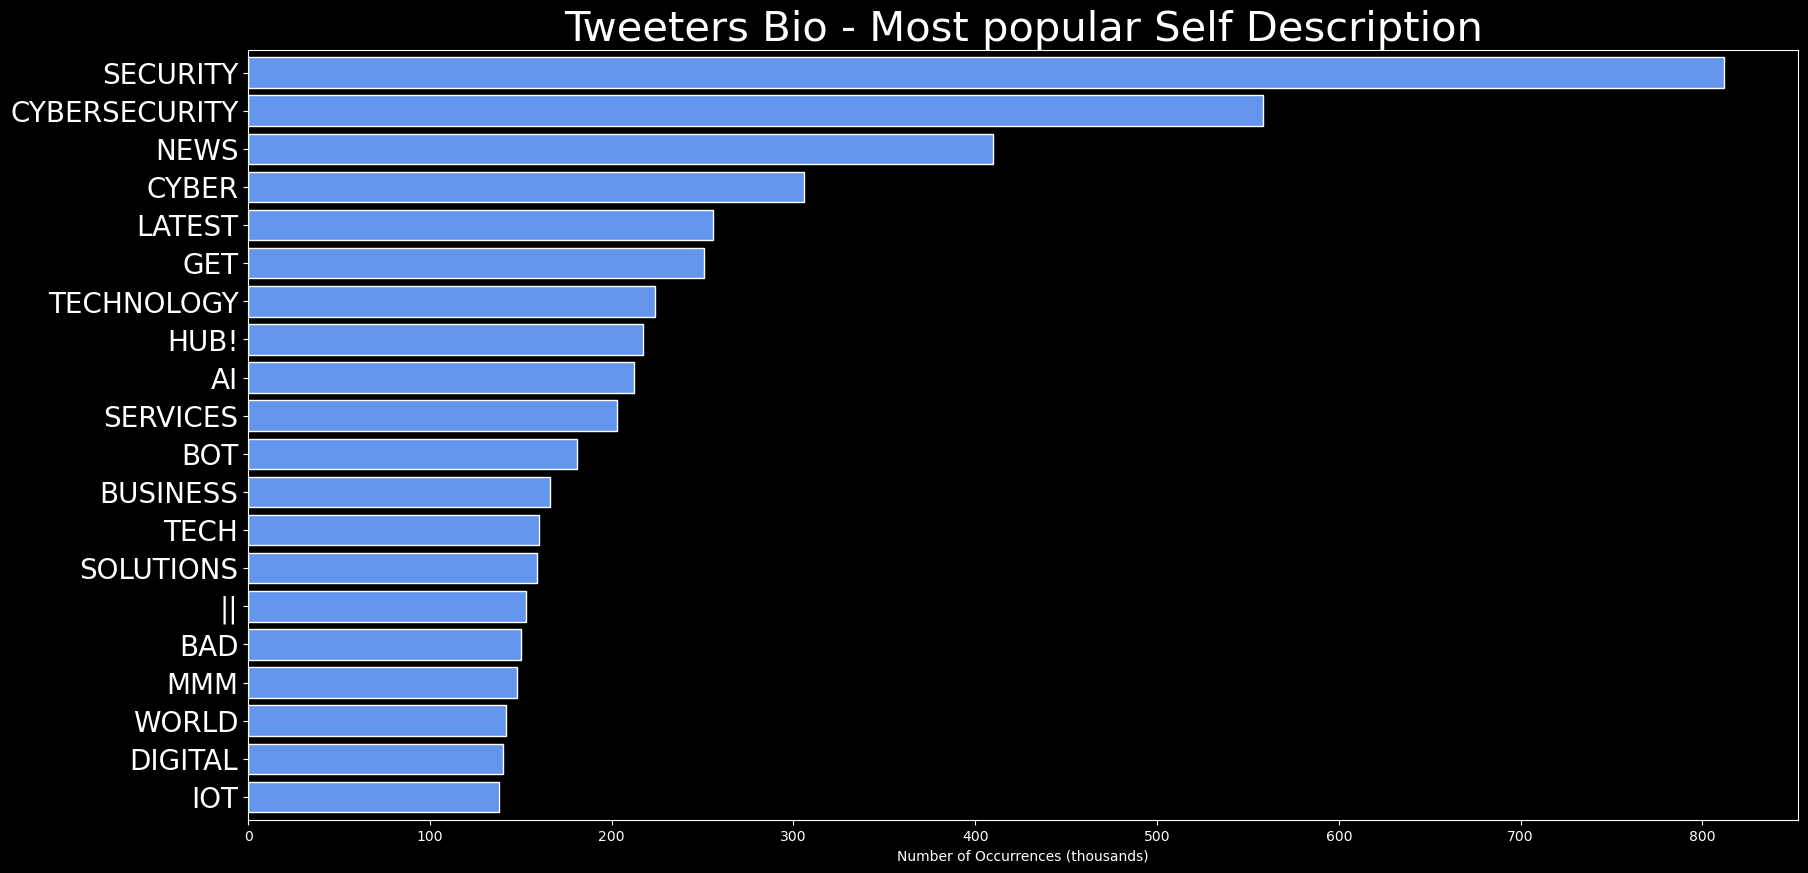 Tweeters Bio - Most popular Self Description
SECURITY
CYBERSECURITY
NEWS
CYBER
LATEST
GET
TECHNOLOGY
HUB!
AI
SERVICES
BOT
BUSINESS
TECH
SOLUTIONS
||
BAD
MMM
WORLD
DIGITAL
IOT
0 100 200 300 400 500 600 700 800
Number of Occurrences (thousands)